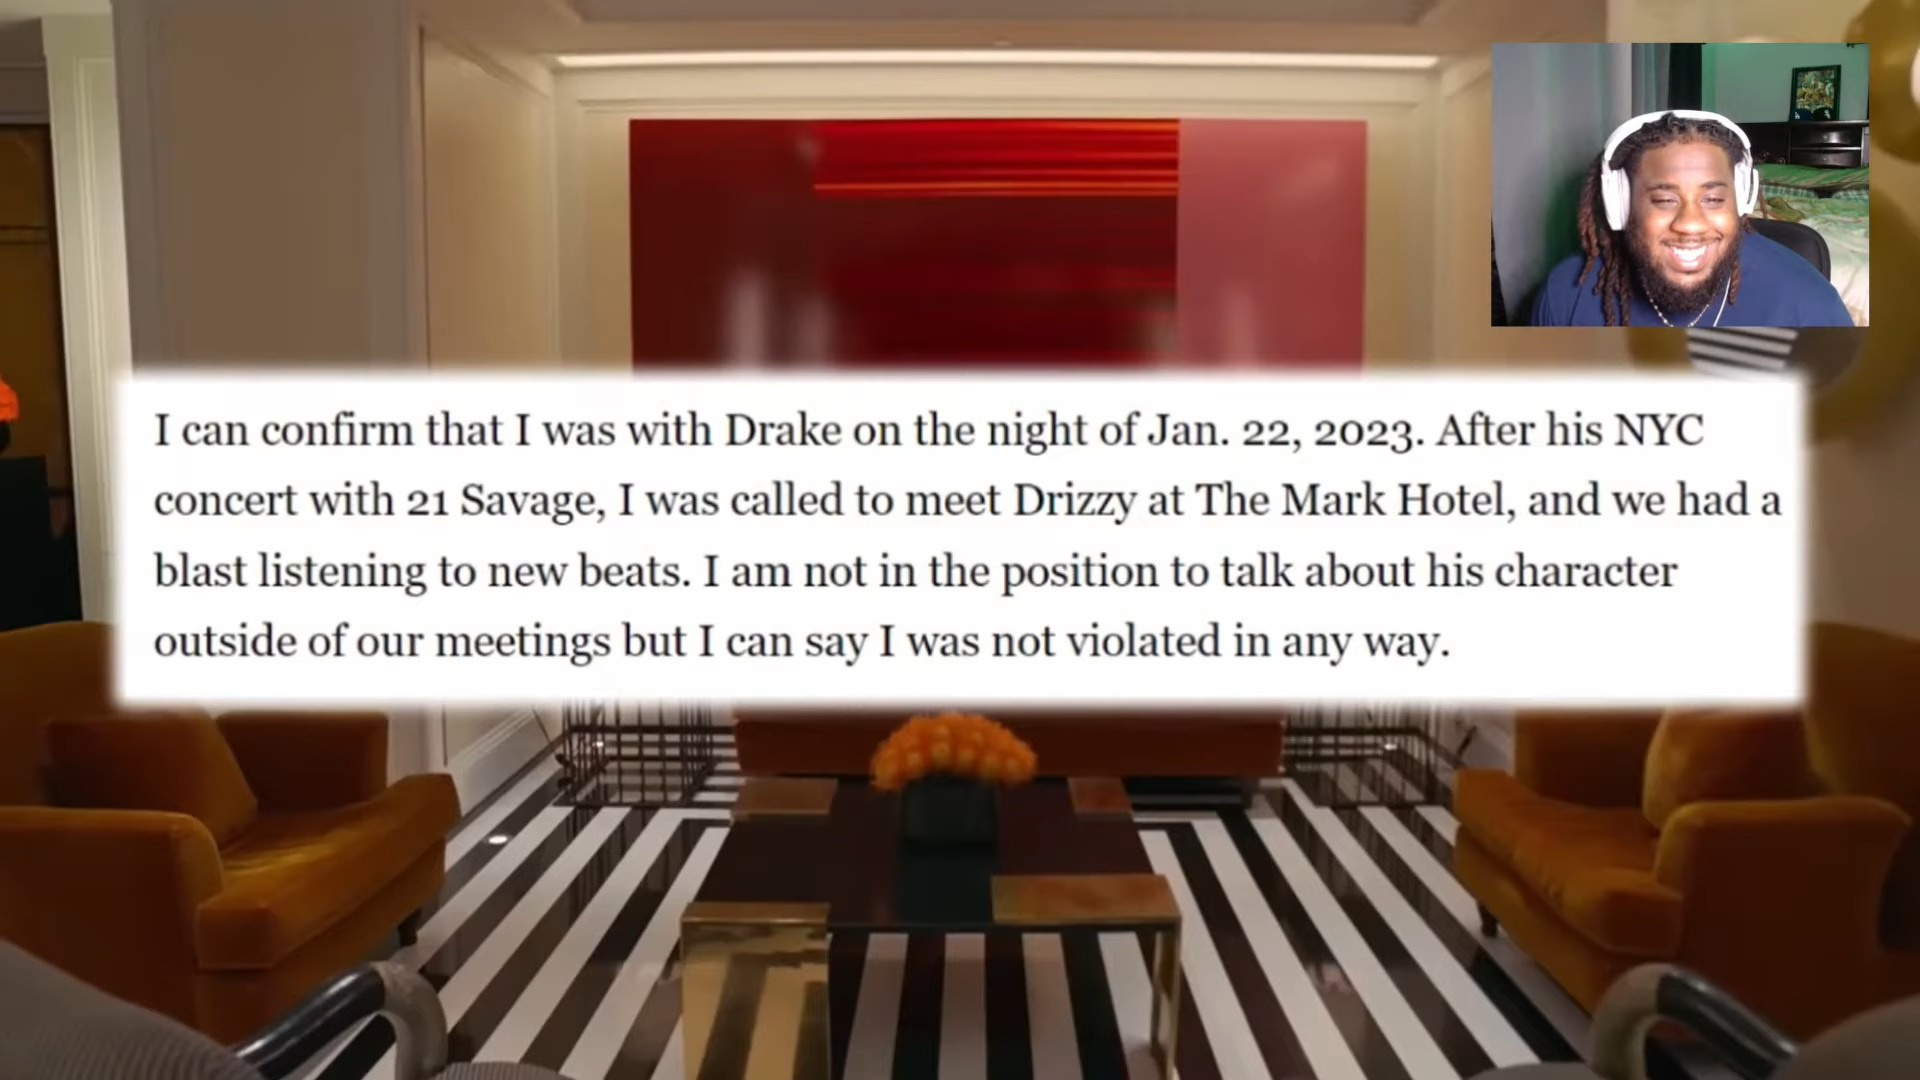 I can confirm that I was with Drake on the night of Jan. 22, 2023. After his NYC
concert with 21 Savage, I was called to meet Drizzy at The Mark Hotel, and we had a
blast listening to new beats. I am not in the position to talk about his character
outside of our meetings but I can say I was not violated in any way.